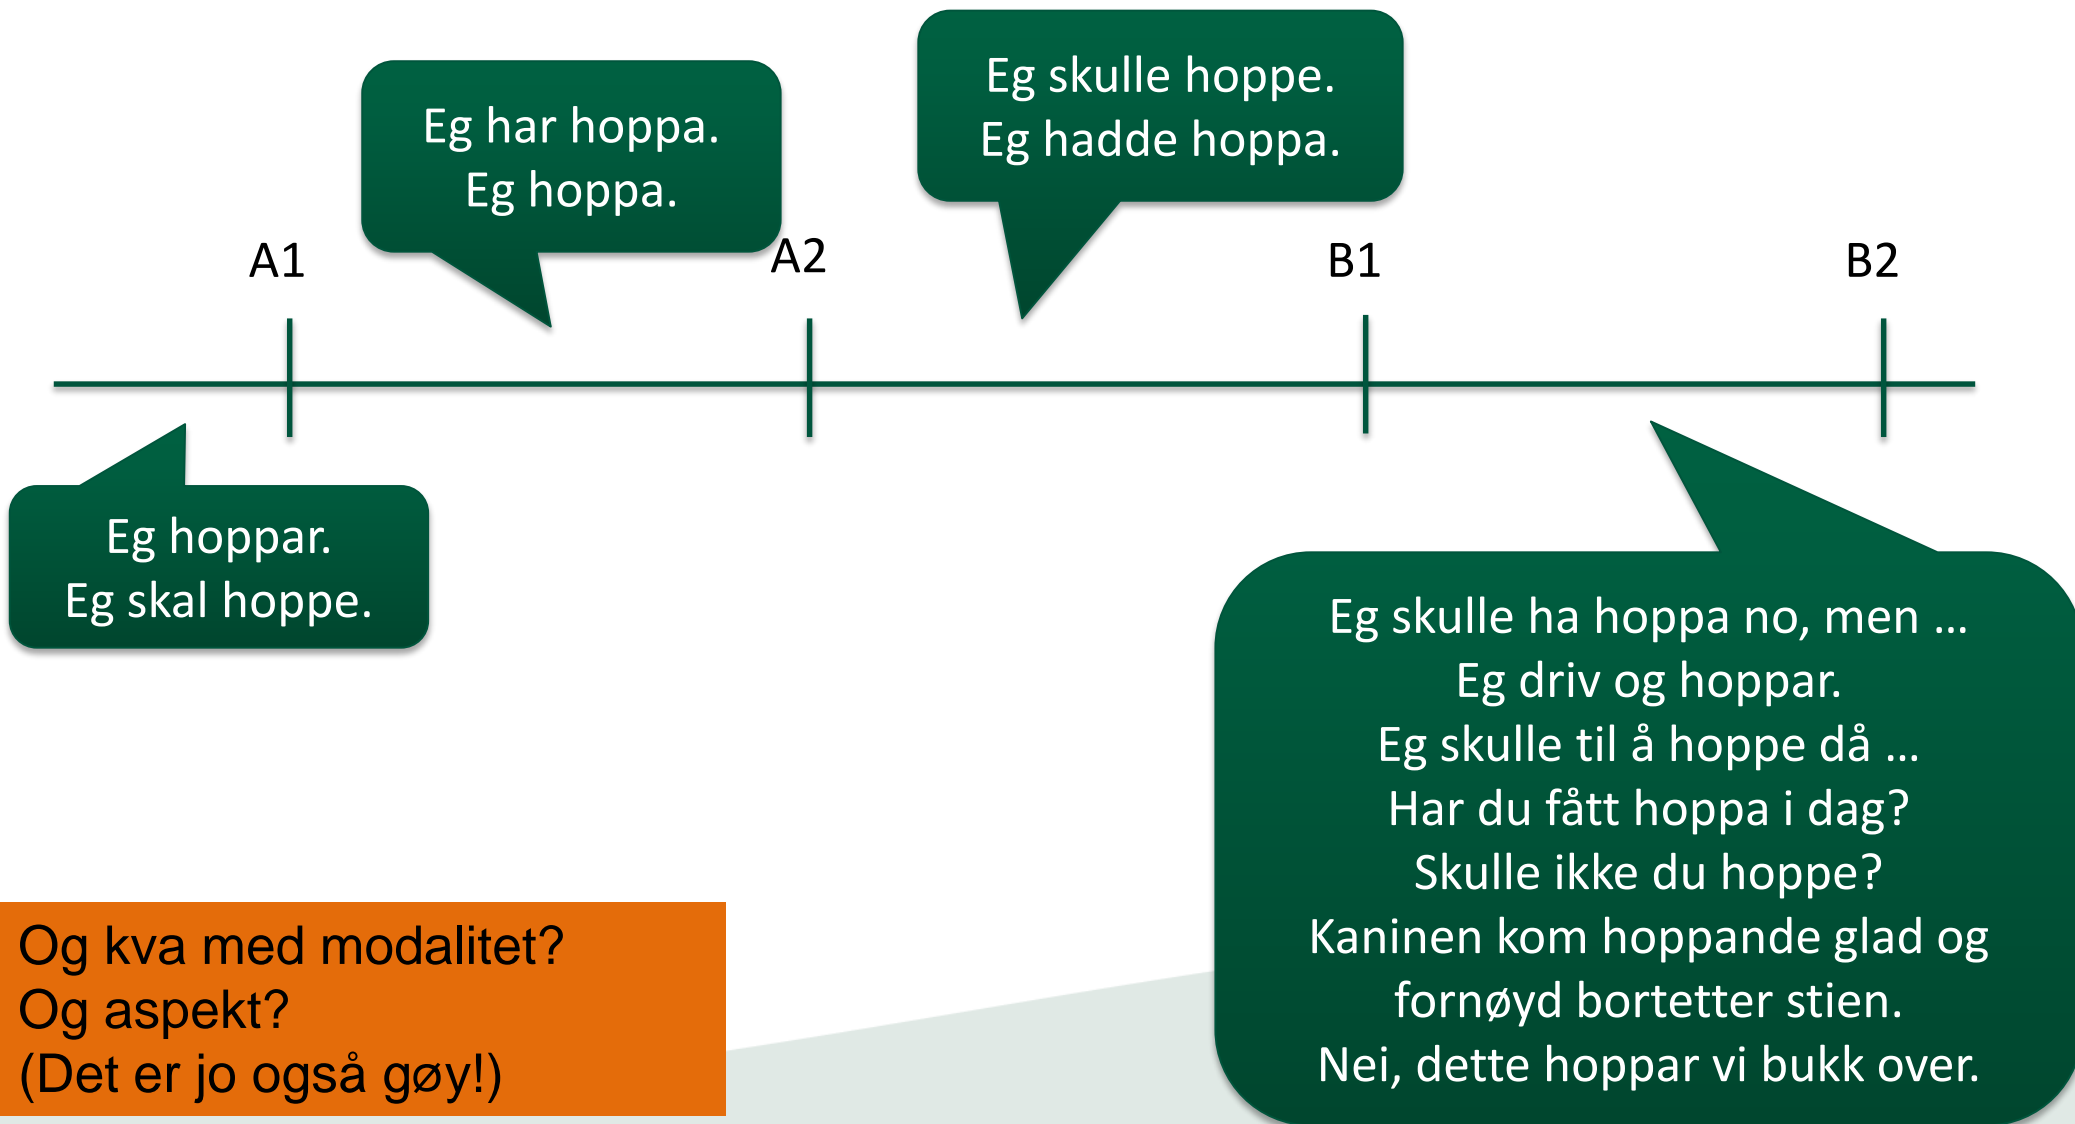 Eg skulle hoppe.
Eg hadde hoppa.
Eg har hoppa.
Eg hoppa.
A1
A2
B1
B2
Eg hoppar.
Eg skal hoppe.
Eg skulle ha hoppa no, men ...
Eg driv og hoppar.
Eg skulle til å hoppe då ...
Har du fått hoppa i dag?
Skulle ikke du hoppe?
Kaninen kom hoppande glad og
fornøyd bortetter stien.
Nei, dette hoppar vi bukk over.
Og kva med modalitet?
Og aspekt?
(Det er jo også gøy!)